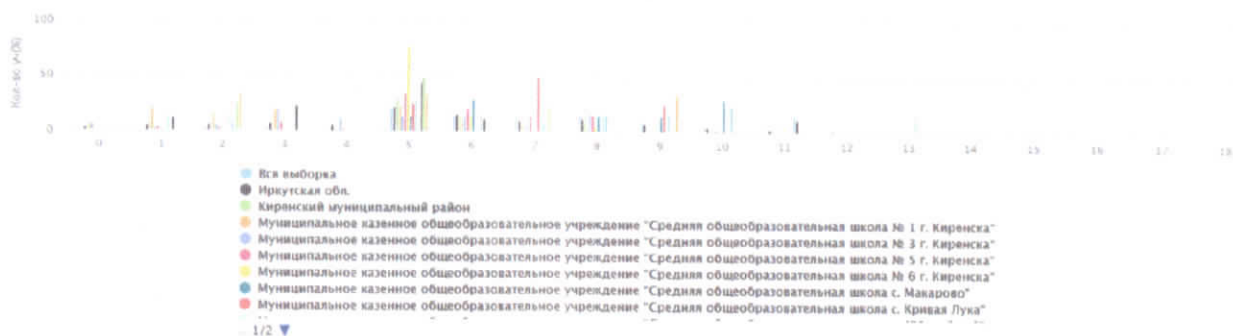 100
Кол-во уч(%)
50
0
0 1 2 3 4 5 6 7 8 9 10 11 12 13 14 15 16 17 18
Вся выборка
Иркутская обл.
Киренский муниципальный район
Муниципальное казенное общеобразовательное учреждение "Средняя общеобразовательная школа № 1 г. Киренска"
Муниципальное казенное общеобразовательное учреждение "Средняя общеобразовательная школа № 3 г. Киренска"
Муниципальное казенное общеобразовательное учреждение "Средняя общеобразовательная школа № 5 г. Киренска"
Муниципальное казенное общеобразовательное учреждение "Средняя общеобразовательная школа № 6 г. Киренска"
Муниципальное казенное общеобразовательное учреждение "Средняя общеобразовательная школа с. Макарово"
Муниципальное казенное общеобразовательное учреждение "Средняя общеобразовательная школа с. Кривая Лука"
1/2 ▼